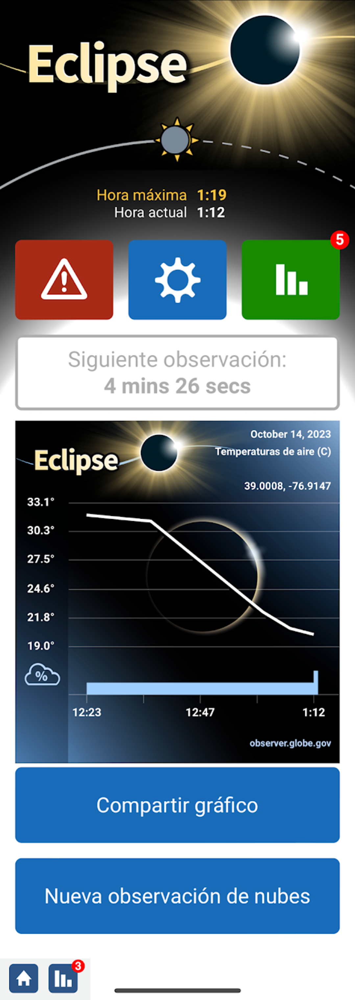 Eclipse
Hora máxima 1:19
Hora actual 1:12
5
Siguiente observación:
4 mins 26 secs
October 14, 2023
Temperaturas de aire (C)
Eclipse
39.0008, -76.9147
33.1°
30.3°
27.5°
24.6°
21.8°
19.0°
%
12:23 12:47 1:12
observer.globe.gov
Compartir gráfico
Nueva observación de nubes
3